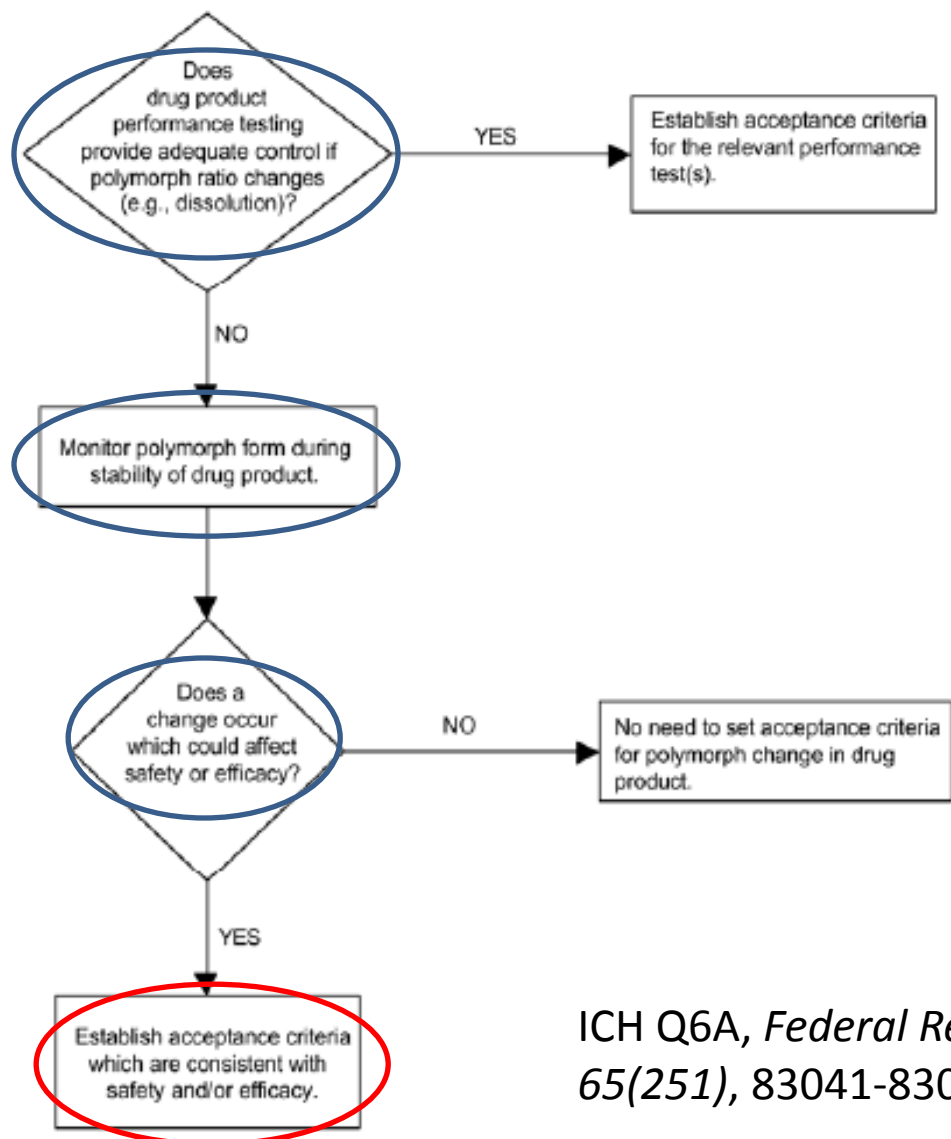 Does
drug product
performance testing
provide adequate control if
polymorph ratio changes
(e.g., dissolution)?
YES
Establish acceptance criteria
for the relevant performance
test(s).
NO
Monitor polymorph form during
stability of drug product.
Does a
change occur
which could affect
safety or efficacy?
NO
No need to set acceptance criteria
for polymorph change in drug
product.
YES
Establish acceptance criteria
which are consistent with
safety and/or efficacy.
ICH Q6A, Federal Re
65(251), 83041-830